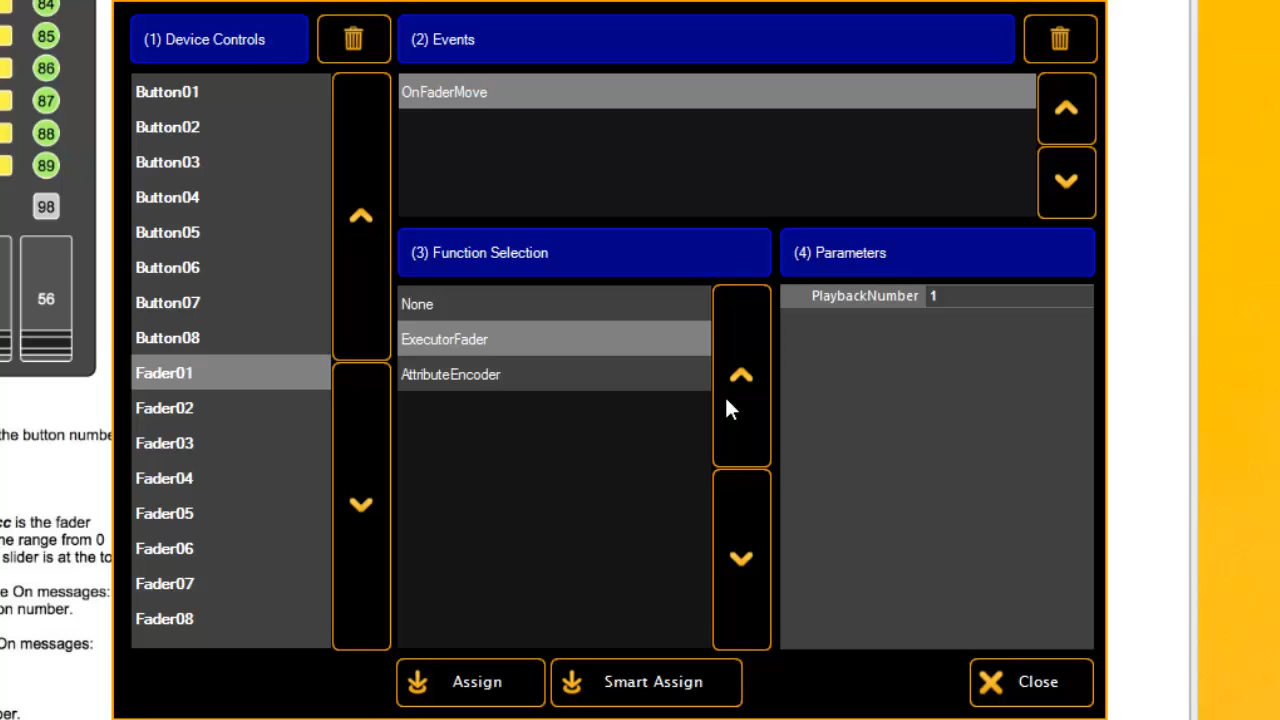 84
85
86
87
88
89
98
56
the button numbe
cc is the fader
ne range from 0
slider is at the to
e On messages:
on number.
On messages:
per.
(1) Device Controls
Button01
Button02
Button03
Button04
Button05
Button06
Button07
Button08
Fader01
Fader02
Fader03
Fader04
Fader05
Fader06
Fader07
Fader08
(2) Events
OnFaderMove
(3) Function Selection
None
ExecutorFader
AttributeEncoder
(4) Parameters
PlaybackNumber 1
Assign
Smart Assign
Close